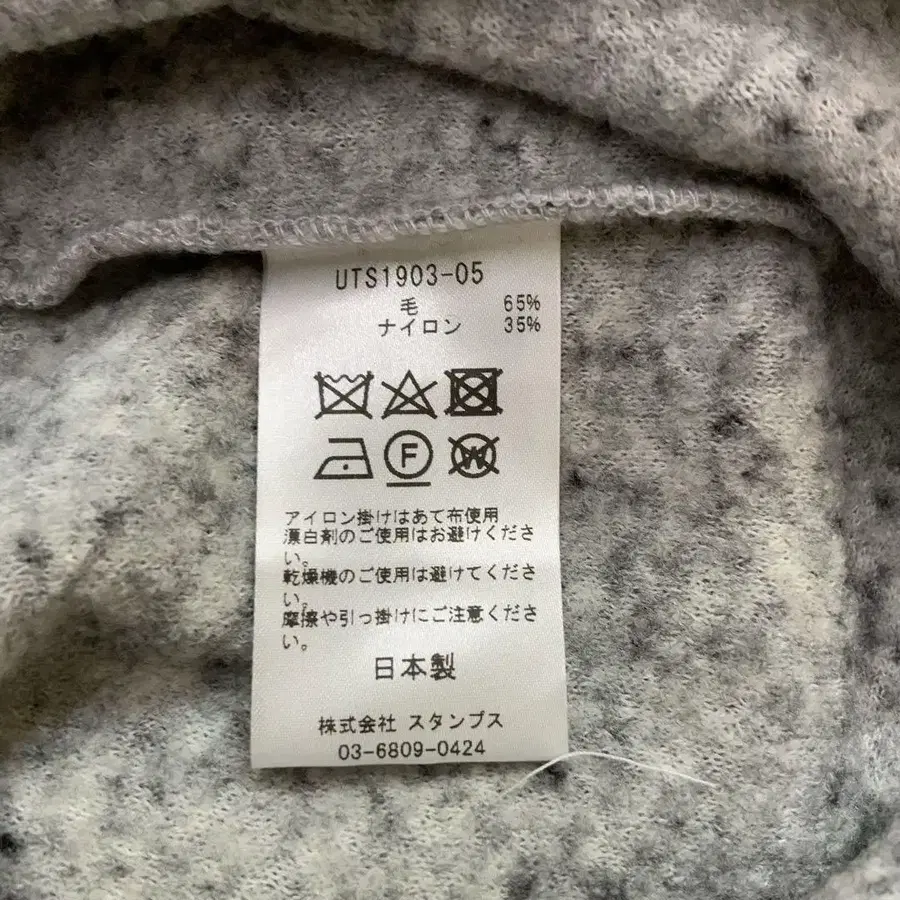 UTS1903-05
毛 65%
ナイロン 35%
F
W
アイロン掛けはあて布使用
漂白剤のご使用はお避けくださ
い。
乾燥機のご使用は避けてくださ
い。
摩擦や引っ掛けにご注意くださ
い。
日本製
株式会社 スタンプス
03-6809-0424